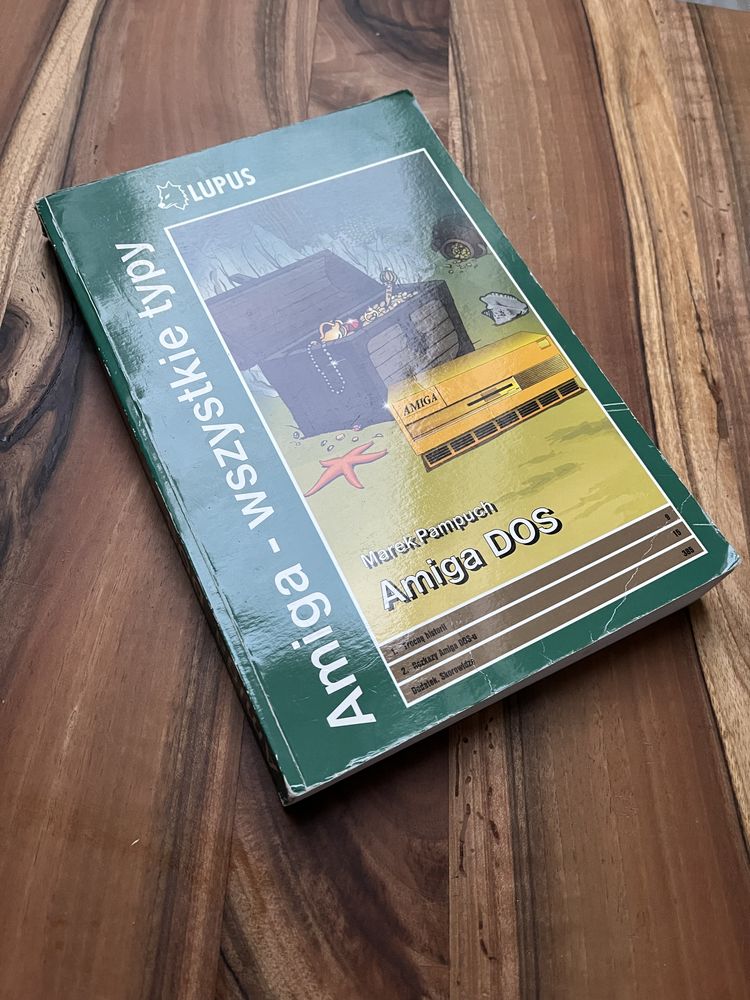 LUPUS
Amiga - wszystkie typy
AMIGA
Marek Pampuch
Amiga DOS
1. Trochę historii 9
2. Rozkazy Amiga DOS-u 15
Dodatek. Skorowidz 385